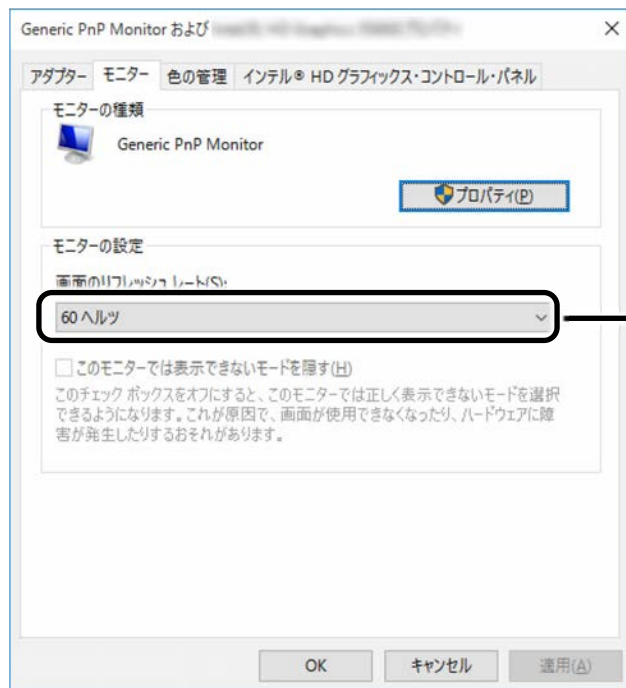 Generic PnP Monitor および
アダプター モニター 色の管理 インテル® HD グラフィックス・コントロール・パネル
モニターの種類
Generic PnP Monitor
プロパティ(P)
モニターの設定
画面のリフレッシュ レート(S):
60 ヘルツ
このモニターでは表示できないモードを隠す(H)
このチェック ボックスをオフにすると、このモニターでは正しく表示できないモードを選択
できるようになります。これが原因で、画面が使用できなくなったり、ハードウェアに障
害が発生したりするおそれがあります。
OK キャンセル 適用(A)